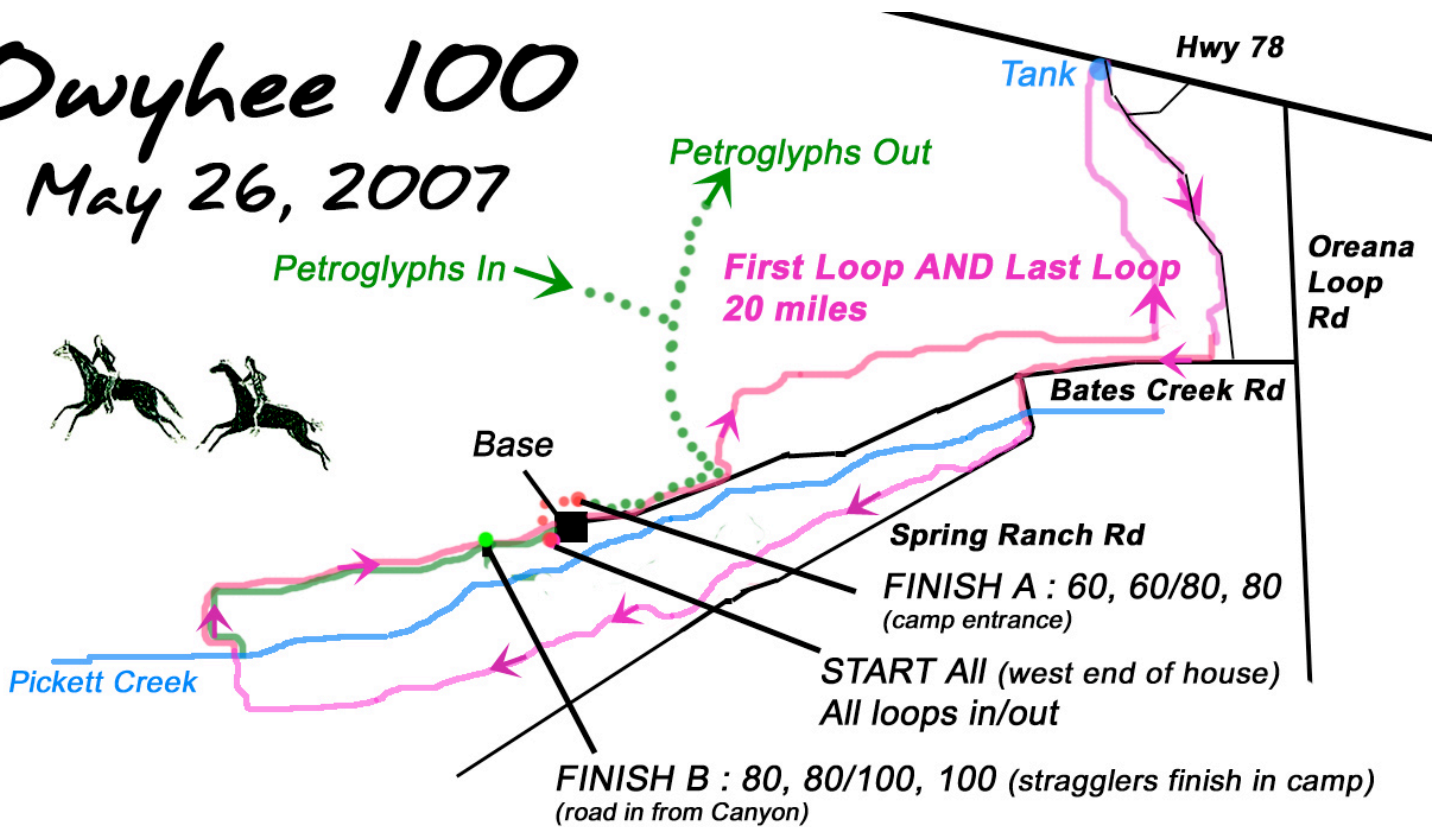 Owyhee 100
May 26, 2007
Hwy 78
Tank
Petroglyphs Out
Petroglyphs In
First Loop AND Last Loop
20 miles
Oreana
Loop
Rd
Bates Creek Rd
Base
Spring Ranch Rd
FINISH A : 60, 60/80, 80
(camp entrance)
START All (west end of house)
All loops in/out
Pickett Creek
FINISH B : 80, 80/100, 100 (stragglers finish in camp)
(road in from Canyon)